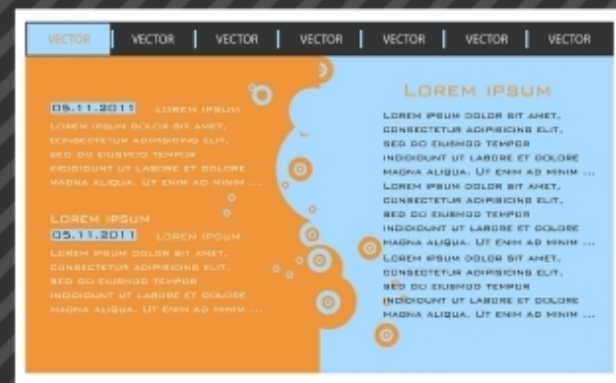 VECTOR VECTOR VECTOR VECTOR VECTOR VECTOR VECTOR
05.11.2011 LOREM IPSUM
LOREM IPSUM DOLOR SIT AMET,
CONSECTETUR ADIPISICING ELIT,
SED DO EIUSMOD TEMPOR
INCIDIDUNT UT LABORE ET DOLORE
MAGNA ALIQUA. UT ENIM AD MINIM ...
LOREM IPSUM
05.11.2011 LOREM IPSUM
LOREM IPSUM DOLOR SIT AMET,
CONSECTETUR ADIPISICING ELIT,
SED DO EIUSMOD TEMPOR
INCIDIDUNT UT LABORE ET DOLORE
MAGNA ALIQUA. UT ENIM AD MINIM ...
LOREM IPSUM
LOREM IPSUM DOLOR SIT AMET,
CONSECTETUR ADIPISICING ELIT,
SED DO EIUSMOD TEMPOR
INCIDIDUNT UT LABORE ET DOLORE
MAGNA ALIQUA. UT ENIM AD MINIM ...
LOREM IPSUM DOLOR SIT AMET,
CONSECTETUR ADIPISICING ELIT,
SED DO EIUSMOD TEMPOR
INCIDIDUNT UT LABORE ET DOLORE
MAGNA ALIQUA. UT ENIM AD MINIM ...
LOREM IPSUM DOLOR SIT AMET,
CONSECTETUR ADIPISICING ELIT,
SED DO EIUSMOD TEMPOR
INCIDIDUNT UT LABORE ET DOLORE
MAGNA ALIQUA. UT ENIM AD MINIM ...